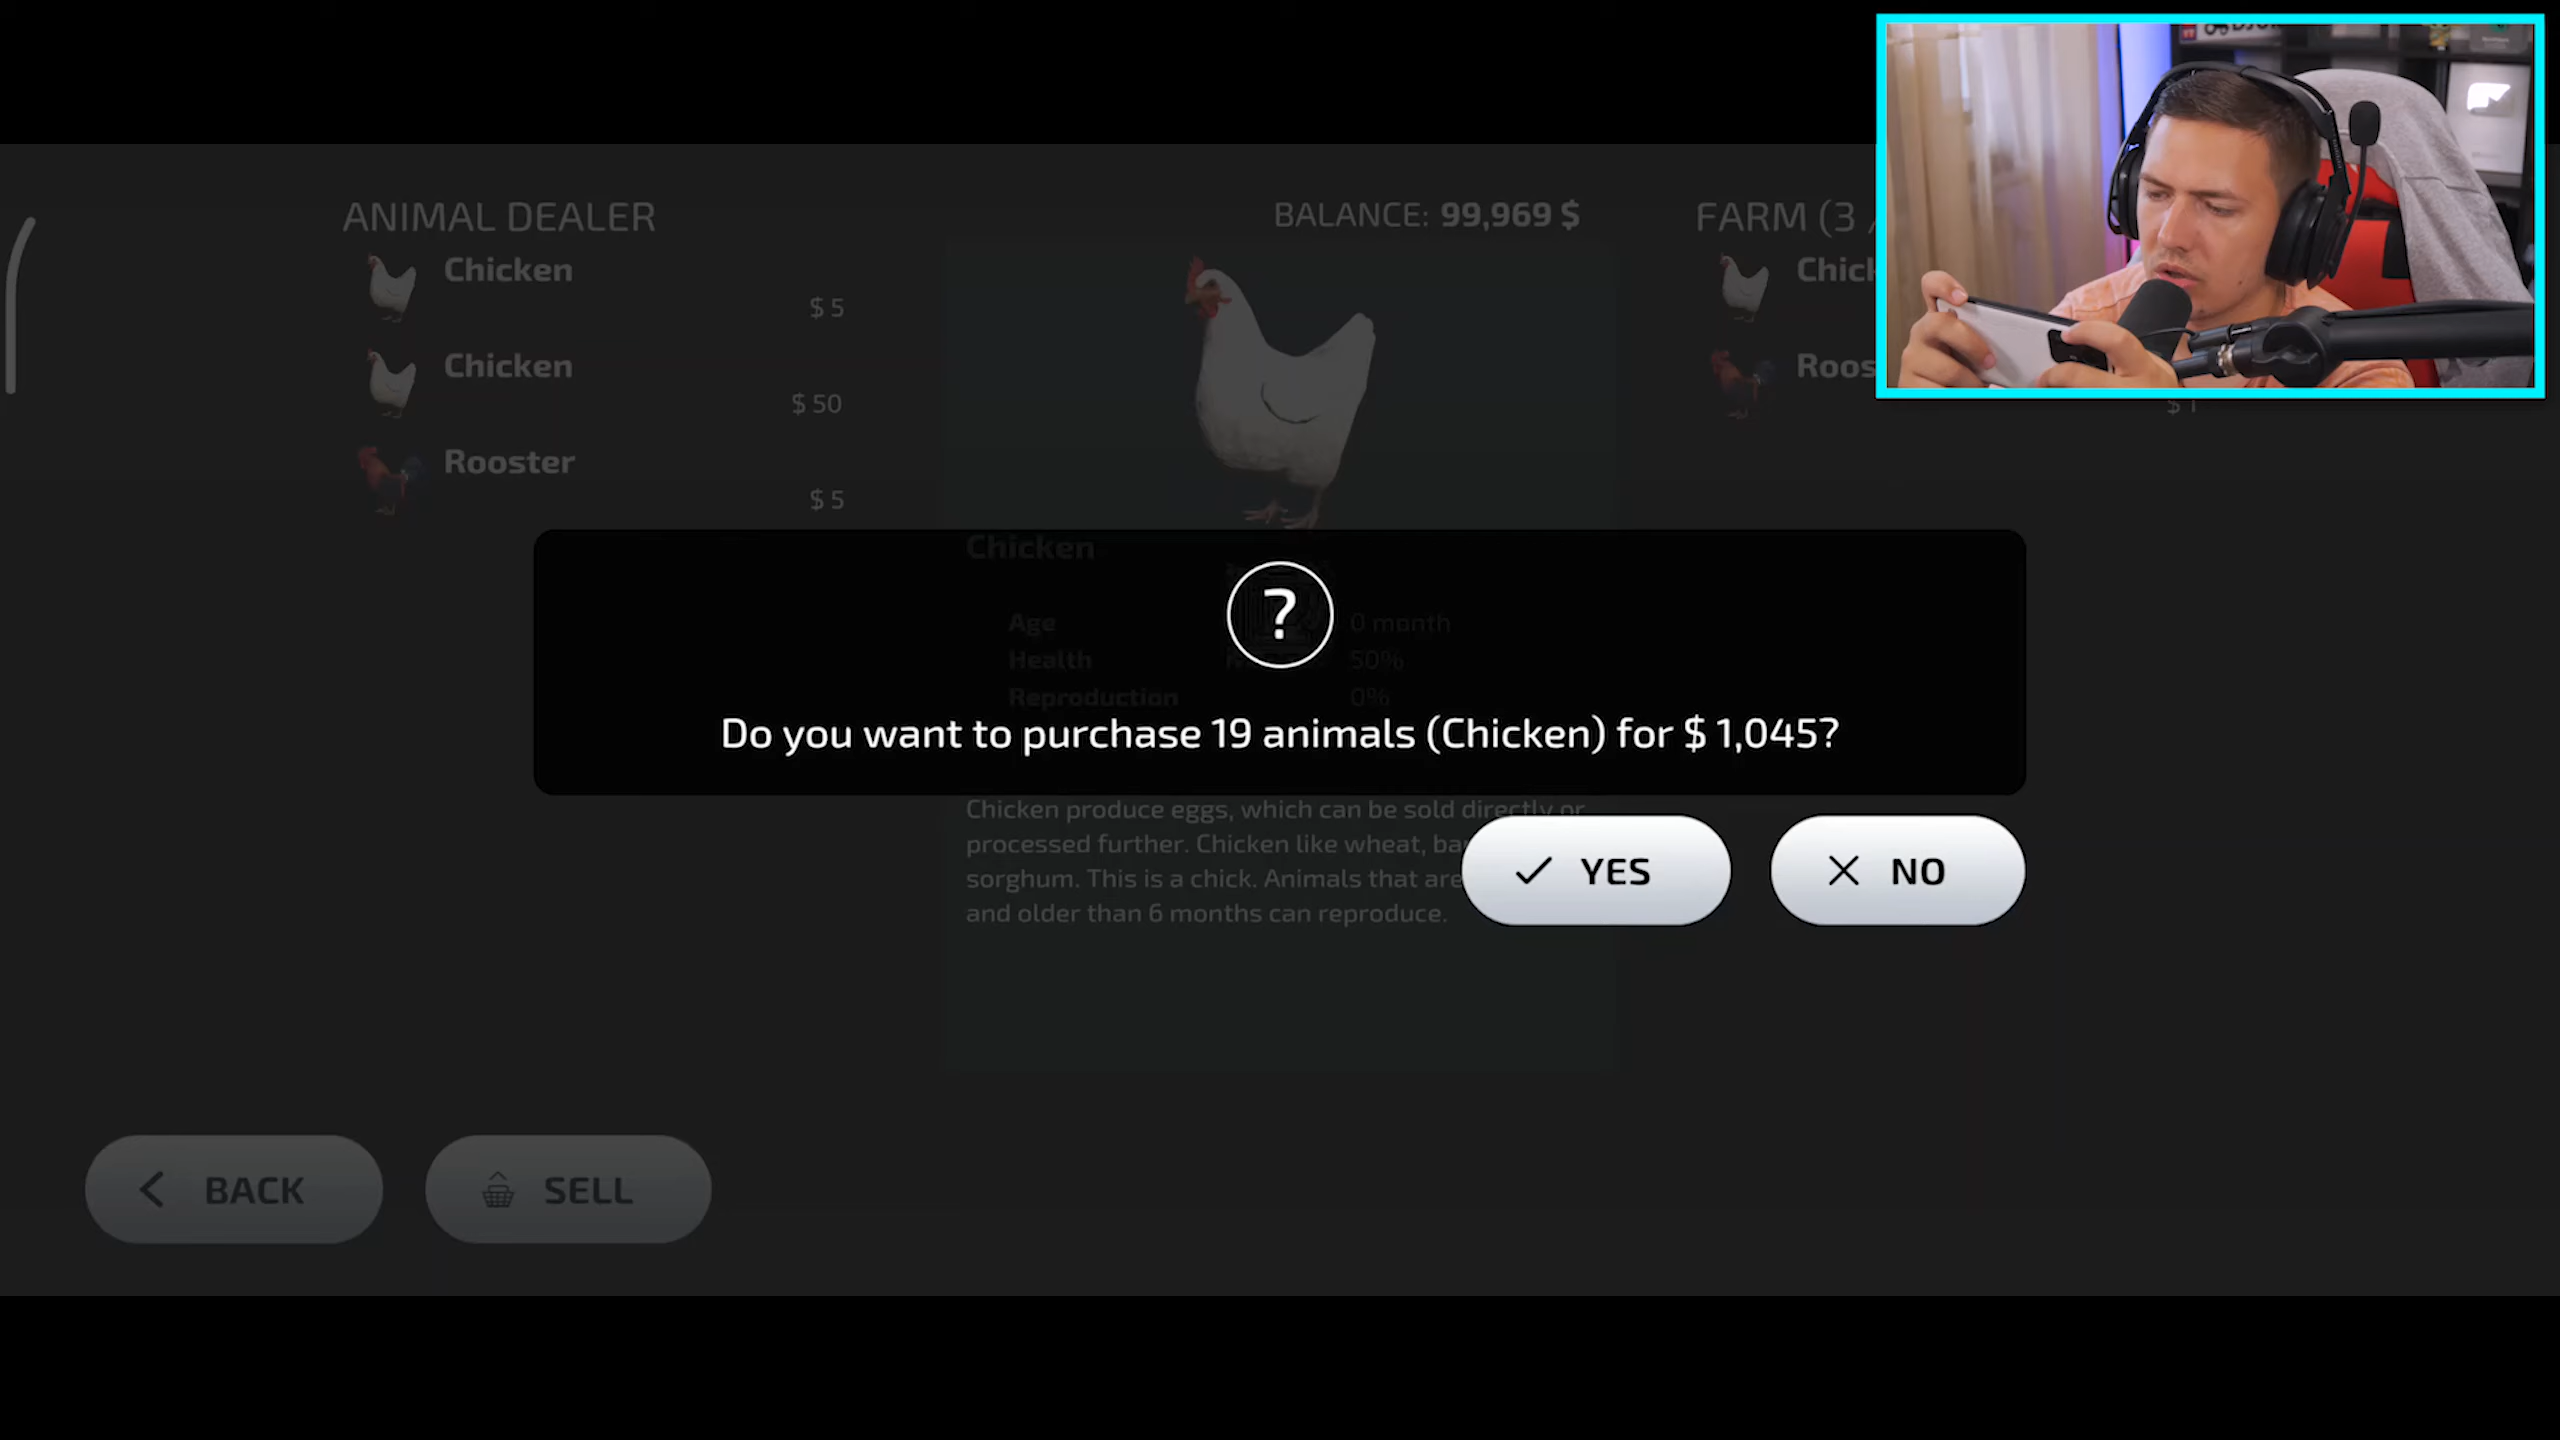 ANIMAL DEALER
BALANCE: 99,969 $
FARM (3
Chicken
$ 5
Chicken
$ 50
Rooster
$ 5
$ 1
Chicken
Age 0 month
Health 50%
Reproduction 0%
?
Do you want to purchase 19 animals (Chicken) for $ 1,045?
Chicken produce eggs, which can be sold directly or
processed further. Chicken like wheat,
sorghum. This is a chick. Animals that are
and older than 6 months can reproduce.
YES
NO
BACK
SELL